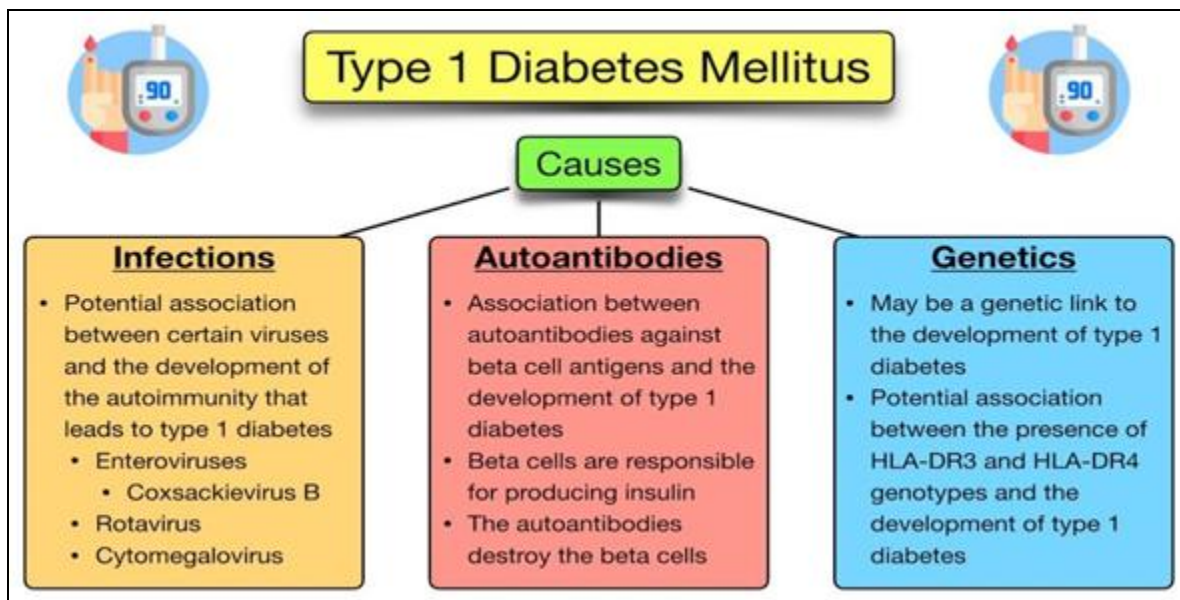 90
Type 1 Diabetes Mellitus
90
Causes
Infections
• Potential association
between certain viruses
and the development of
the autoimmunity that
leads to type 1 diabetes
• Enteroviruses
• Coxsackievirus B
• Rotavirus
• Cytomegalovirus
Autoantibodies
• Association between
autoantibodies against
beta cell antigens and the
development of type 1
diabetes
• Beta cells are responsible
for producing insulin
• The autoantibodies
destroy the beta cells
Genetics
• May be a genetic link to
the development of type 1
diabetes
• Potential association
between the presence of
HLA-DR3 and HLA-DR4
genotypes and the
development of type 1
diabetes